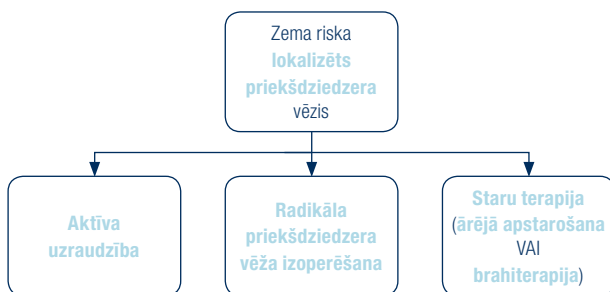 Zema riska
lokalizēts
priekšdziedzera
vēzis
Aktīva
uzraudzība
Radikāla
priekšdziedzera
vēža izoperēšana
Staru terapija
(ārējā apstarošana
VAI
brahiterapija)